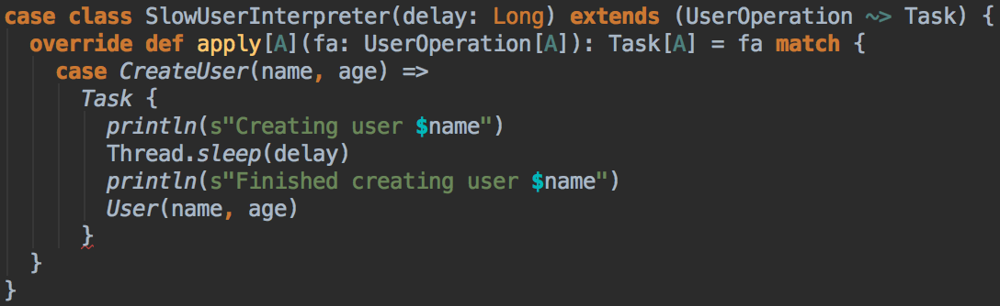 case class SlowUserInterpreter(delay: Long) extends (UserOperation ~> Task) {
  override def apply[A](fa: UserOperation[A]): Task[A] = fa match {
    case CreateUser(name, age) =>
      Task {
        println(s"Creating user $name")
        Thread.sleep(delay)
        println(s"Finished creating user $name")
        User(name, age)
      }
  }
}